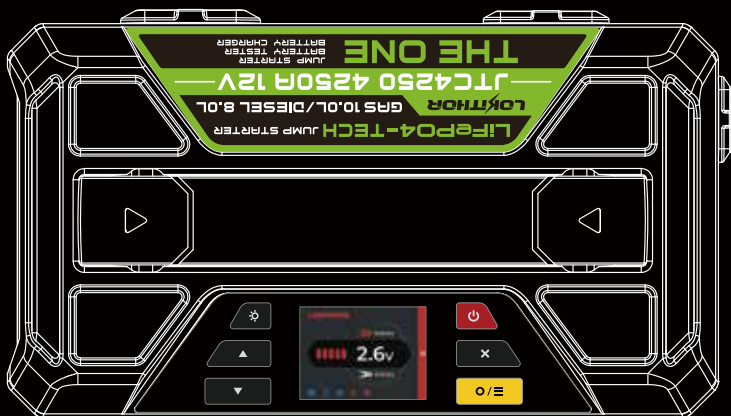 LiFePO4-TECH JUMP STARTER
LOKITHOR GAS 10.0L/DIESEL 8.0L
JTC4250 4250A 12V
THE ONE
JUMP STARTER
BATTERY TESTER
BATTERY CHARGER
2.6v